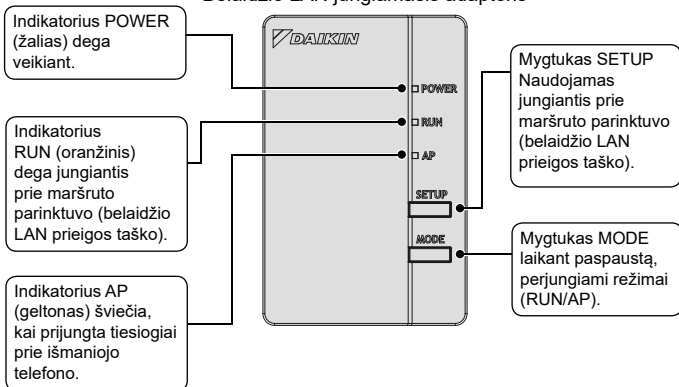 Belaidžio LAN jungiamasis adapteris
Indikatorius POWER
(žalias) dega
veikiant.
Indikatorius
RUN (oranžinis)
dega jungiantis
prie maršruto
parinktuvo (belaidžio
LAN prieigos taško).
Indikatorius AP
(geltonas) šviečia,
kai prijungta tiesiogiai
prie išmaniojo
telefono.
DAIKIN
POWER
RUN
AP
SETUP
MODE
Mygtukas SETUP
Naudojamas
jungiantis prie
maršruto parinktuvo
(belaidžio LAN
prieigos taško).
Mygtukas MODE
laikant paspaustą,
perjungiami režimai
(RUN/AP).